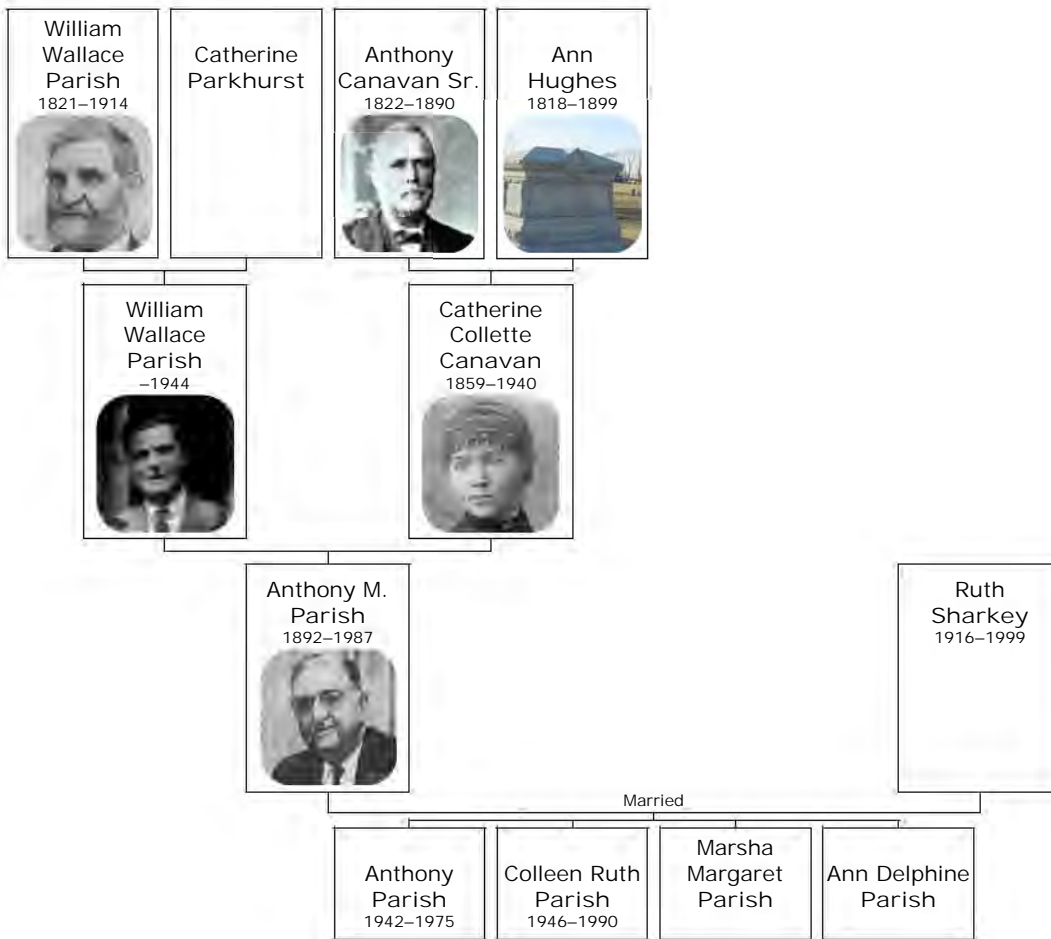 William
Wallace
Parish
1821–1914
Catherine
Parkhurst
Anthony
Canavan Sr.
1822–1890
Ann
Hughes
1818–1899
William
Wallace
Parish
–1944
Catherine
Collette
Canavan
1859–1940
Anthony M.
Parish
1892–1987
Ruth
Sharkey
1916–1999
Married
Anthony
Parish
1942–1975
Colleen Ruth
Parish
1946–1990
Marsha
Margaret
Parish
Ann Delphine
Parish